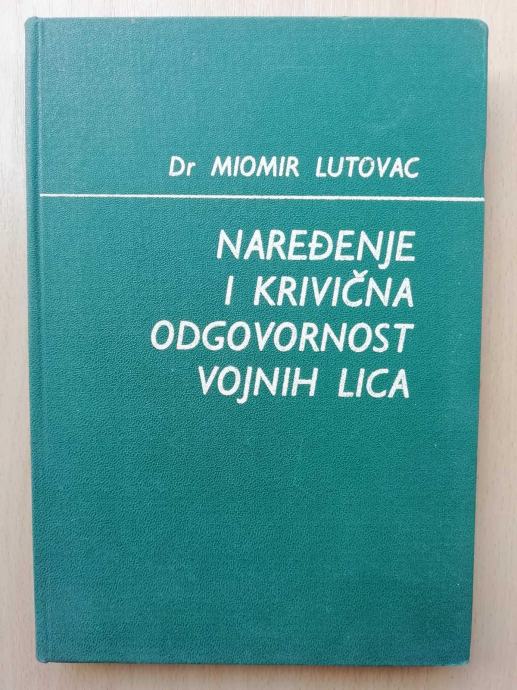 Dr MIOMIR LUTOVAC
NAREĐENJE
I KRIVIČNA
ODGOVORNOST
VOJNIH LICA